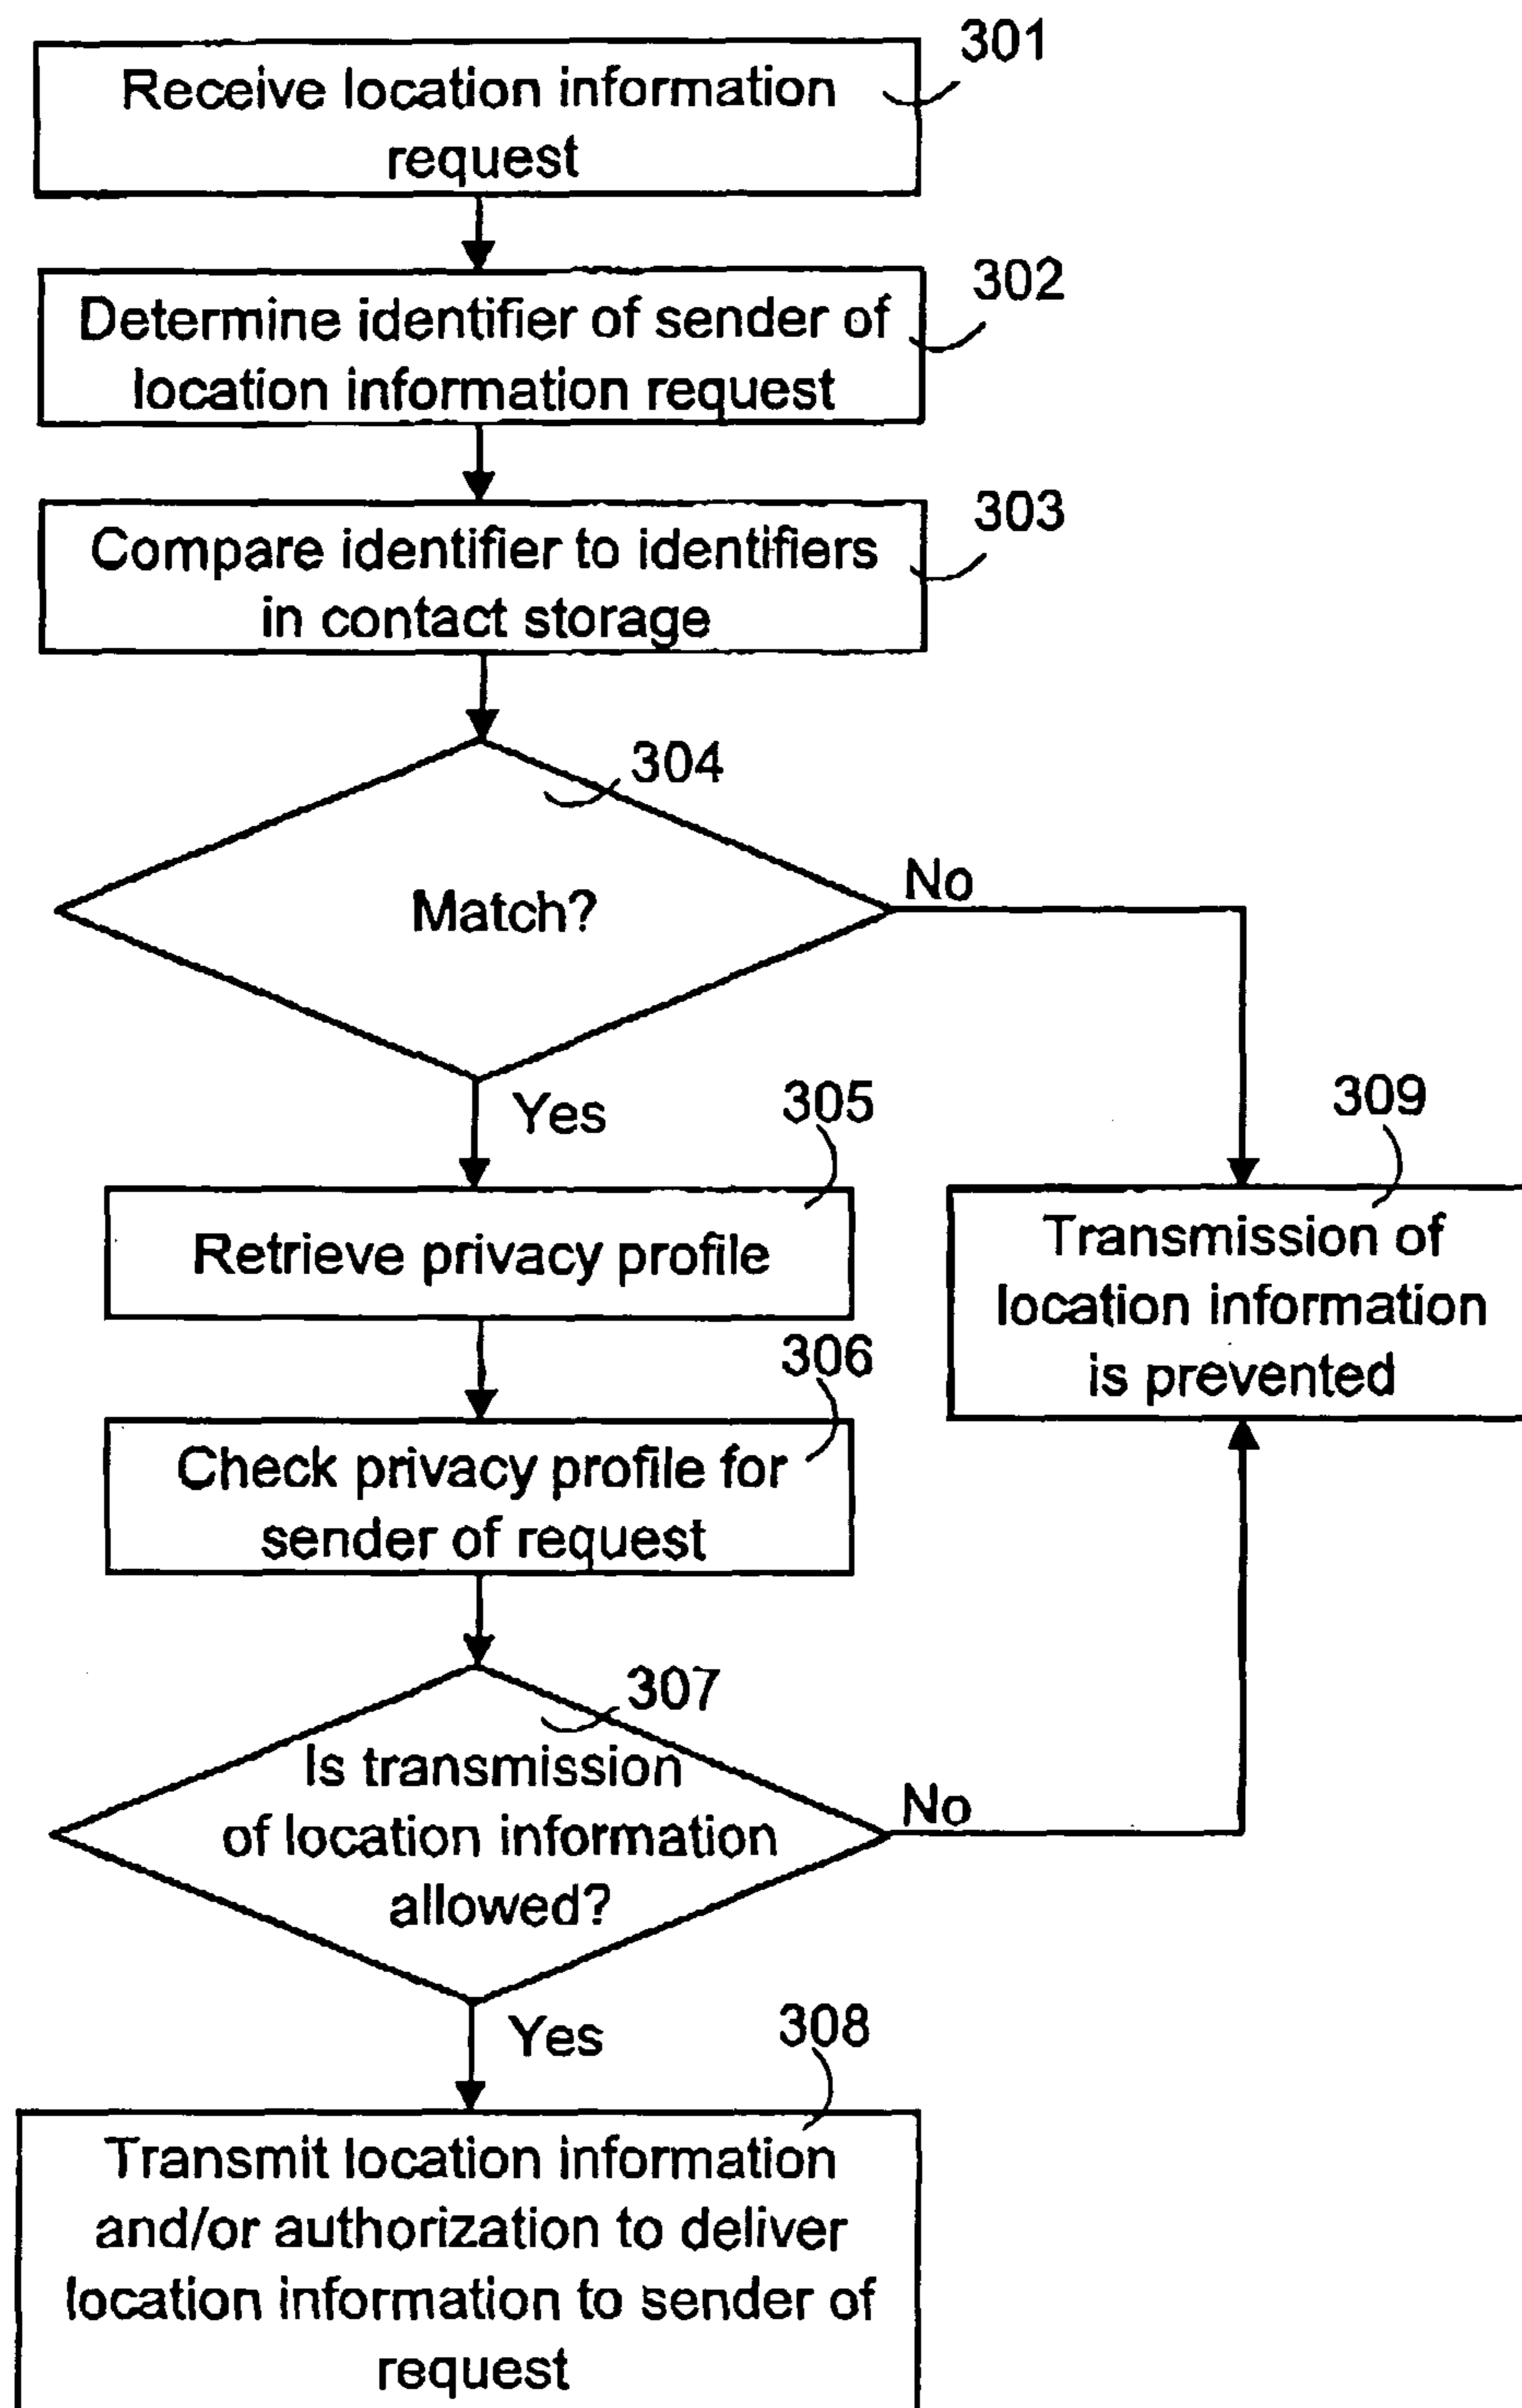 301
Receive location information
request
302
Determine identifier of sender of
location information request
303
Compare identifier to identifiers
in contact storage
304
Match?
No
Yes
305
Retrieve privacy profile
309
Transmission of
location information
is prevented
306
Check privacy profile for
sender of request
307
Is transmission
of location information
allowed?
No
Yes
308
Transmit location information
and/or authorization to deliver
location information to sender of
request